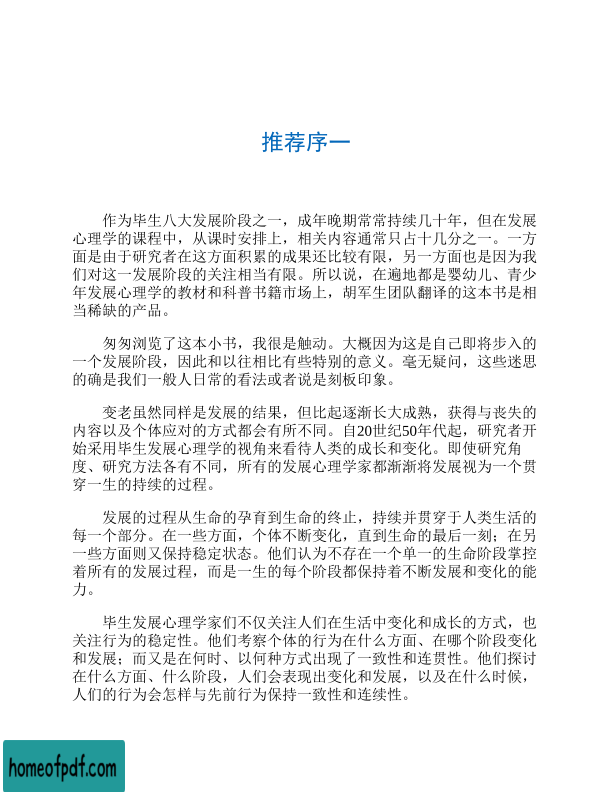 推荐序一
作为毕生八大发展阶段之一，成年晚期常常持续几十年，但在发展
心理学的课程中，从课时安排上，相关内容通常只占十几分之一。一方
面是由于研究者在这方面积累的成果还比较有限，另一方面也是因为我
们对这一发展阶段的关注相当有限。所以说，在遍地都是婴幼儿、青少
年发展心理学的教材和科普书籍市场上，胡军生团队翻译的这本书是相
当稀缺的产品。
匆匆浏览了这本小书，我很是触动。大概因为这是自己即将步入的
一个发展阶段，因此和以往相比有些特别的意义。毫无疑问，这些迷思
的确是我们一般人日常的看法或者说是刻板印象。
变老虽然同样是发展的结果，但比起逐渐长大成熟，获得与丧失的
内容以及个体应对的方式都会有所不同。自20世纪50年代起，研究者开
始采用毕生发展心理学的视角来看待人类的成长和变化。即使研究角
度、研究方法各有不同，所有的发展心理学家都渐渐将发展视为一个贯
穿一生的持续的过程。
发展的过程从生命的孕育到生命的终止，持续并贯穿于人类生活的
每一个部分。在一些方面，个体不断变化，直到生命的最后一刻；在另
一些方面则又保持稳定状态。他们认为不存在一个单一的生命阶段掌控
着所有的发展过程，而是一生的每个阶段都保持着不断发展和变化的能
力。
毕生发展心理学家们不仅关注人们在生活中变化和成长的方式，也
关注行为的稳定性。他们考察个体的行为在什么方面、在哪个阶段变化
和发展；而又是在何时、以何种方式出现了一致性和连贯性。他们探讨
在什么方面、什么阶段，人们会表现出变化和发展，以及在什么时候，
人们的行为会怎样与先前行为保持一致性和连续性。
homeofpdf.com